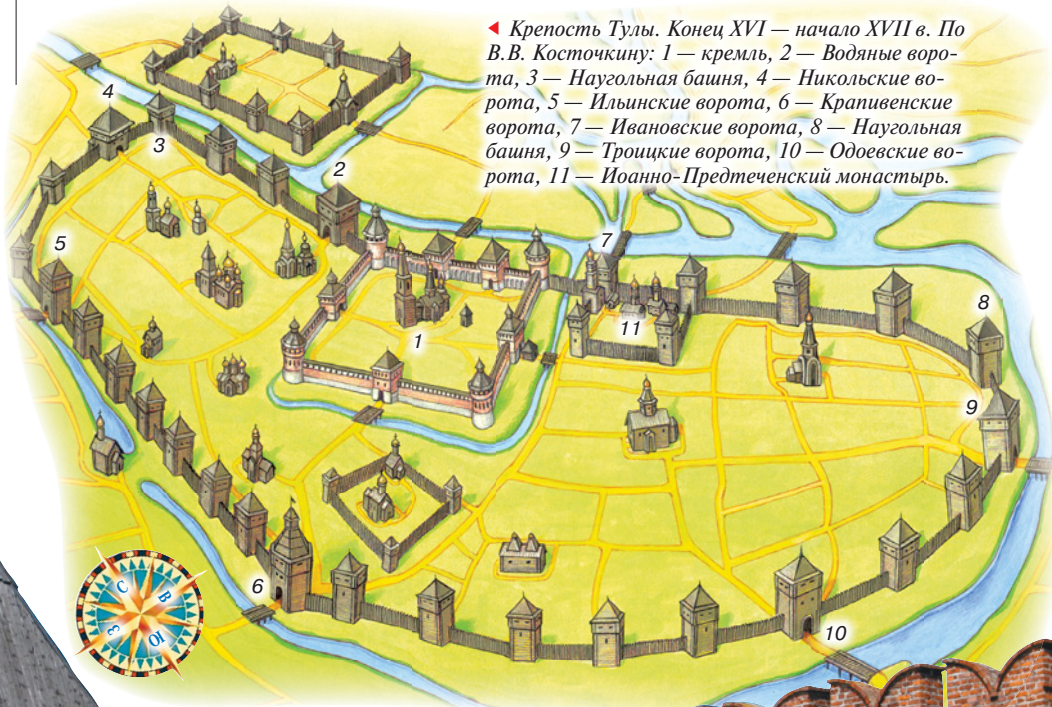 Крепость Тулы. Конец XVI — начало XVII в. По
В.В. Косточкину: 1 — кремль, 2 — Водяные воро-
та, 3 — Наугольная башня, 4 — Никольские во-
рота, 5 — Ильинские ворота, 6 — Крапивенские
ворота, 7 — Ивановские ворота, 8 — Наугольная
башня, 9 — Троицкие ворота, 10 — Одоевские во-
рота, 11 — Иоанно-Предтеченский монастырь.
4
3
2
7
5
8
11
1
9
6
10
С
В
З
Ю